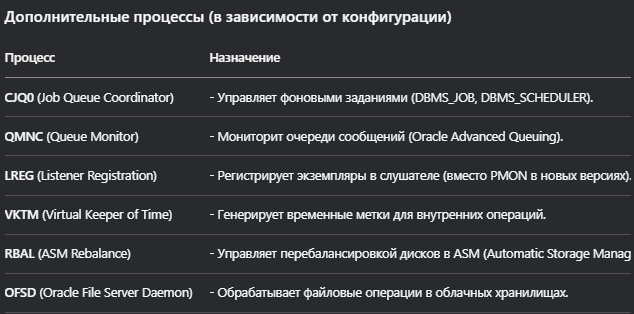 Дополнительные процессы (в зависимости от конфигурации)
Процесс Назначение
CJQ0 (Job Queue Coordinator) - Управляет фоновыми заданиями (DBMS_JOB, DBMS_SCHEDULER).
QMNC (Queue Monitor) - Мониторит очереди сообщений (Oracle Advanced Queuing).
LREG (Listener Registration) - Регистрирует экземпляры в слушателе (вместо PMON в новых версиях).
VKTM (Virtual Keeper of Time) - Генерирует временные метки для внутренних операций.
RBAL (ASM Rebalance) - Управляет перебалансировкой дисков в ASM (Automatic Storage Manag
OFSD (Oracle File Server Daemon) - Обрабатывает файловые операции в облачных хранилищах.